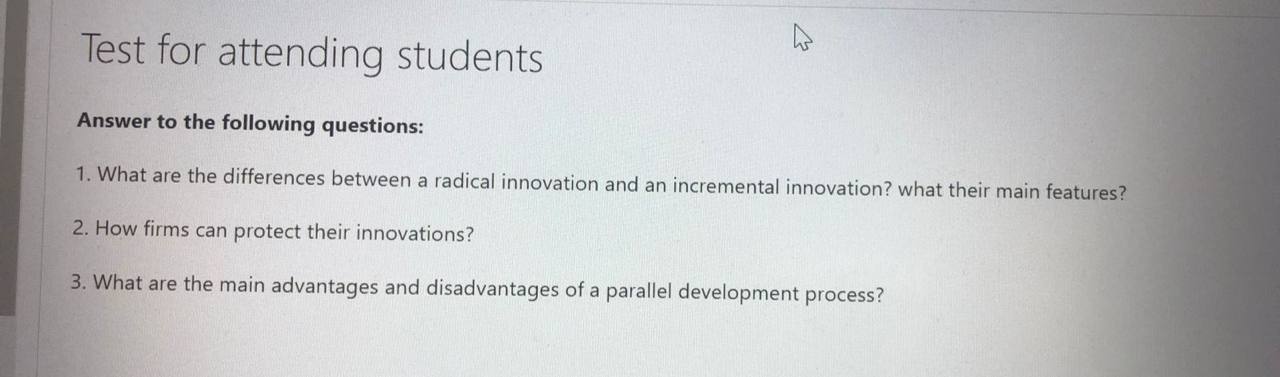 Test for attending students
Answer to the following questions:
1. What are the differences between a radical innovation and an incremental innovation? what their main features?
2. How firms can protect their innovations?
3. What are the main advantages and disadvantages of a parallel development process?